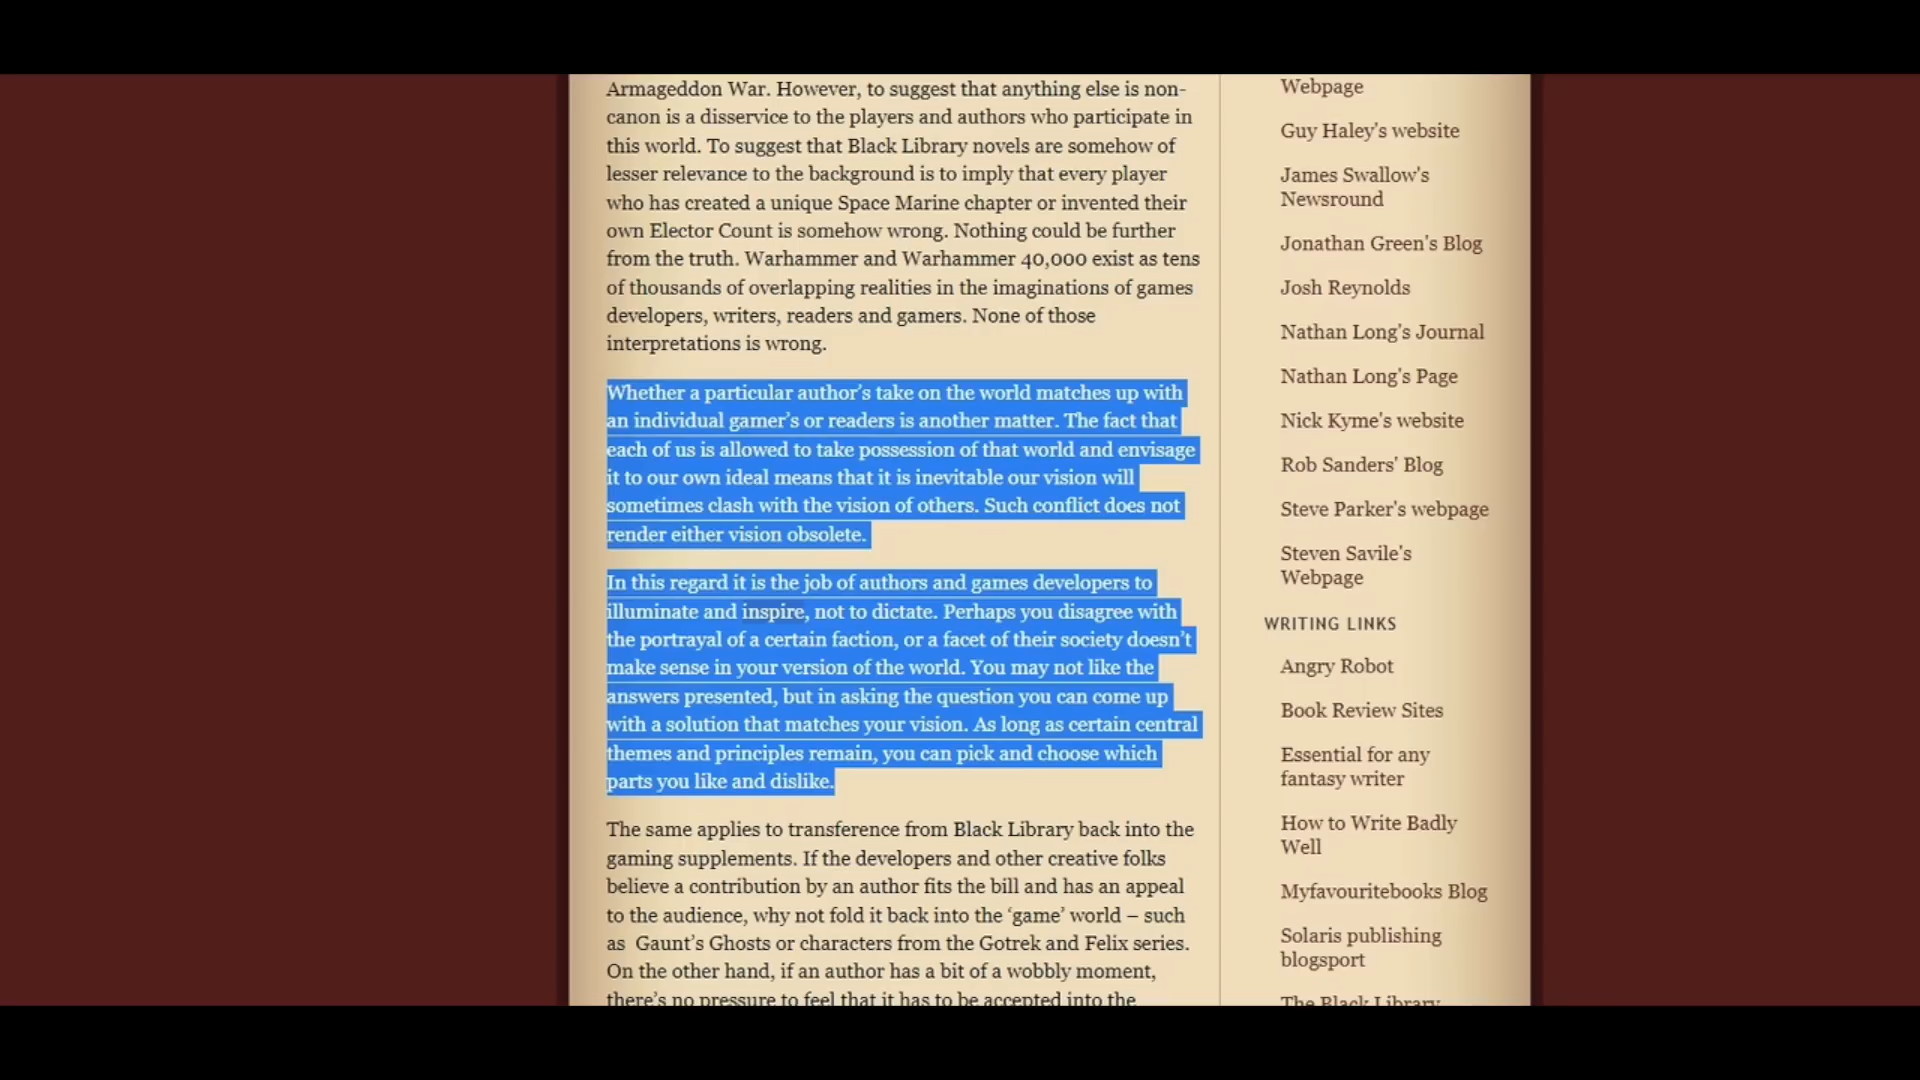 Armageddon War. However, to suggest that anything else is non-
canon is a disservice to the players and authors who participate in
this world. To suggest that Black Library novels are somehow of
lesser relevance to the background is to imply that every player
who has created a unique Space Marine chapter or invented their
own Elector Count is somehow wrong. Nothing could be further
from the truth. Warhammer and Warhammer 40,000 exist as tens
of thousands of overlapping realities in the imaginations of games
developers, writers, readers and gamers. None of those
interpretations is wrong.
Whether a particular author’s take on the world matches up with
an individual gamer’s or readers is another matter. The fact that
each of us is allowed to take possession of that world and envisage
it to our own ideal means that it is inevitable our vision will
sometimes clash with the vision of others. Such conflict does not
render either vision obsolete.
In this regard it is the job of authors and games developers to
illuminate and inspire, not to dictate. Perhaps you disagree with
the portrayal of a certain faction, or a facet of their society doesn’t
make sense in your version of the world. You may not like the
answers presented, but in asking the question you can come up
with a solution that matches your vision. As long as certain central
themes and principles remain, you can pick and choose which
parts you like and dislike.
The same applies to transference from Black Library back into the
gaming supplements. If the developers and other creative folks
believe a contribution by an author fits the bill and has an appeal
to the audience, why not fold it back into the ‘game’ world – such
as  Gaunt’s Ghosts or characters from the Gotrek and Felix series.
On the other hand, if an author has a bit of a wobbly moment,
there’s no pressure to feel that it has to be accepted into the
Webpage
Guy Haley's website
James Swallow's
Newsround
Jonathan Green's Blog
Josh Reynolds
Nathan Long's Journal
Nathan Long's Page
Nick Kyme's website
Rob Sanders' Blog
Steve Parker's webpage
Steven Savile's
Webpage
WRITING LINKS
Angry Robot
Book Review Sites
Essential for any
fantasy writer
How to Write Badly
Well
Myfavouritebooks Blog
Solaris publishing
blogsport
The Black Library